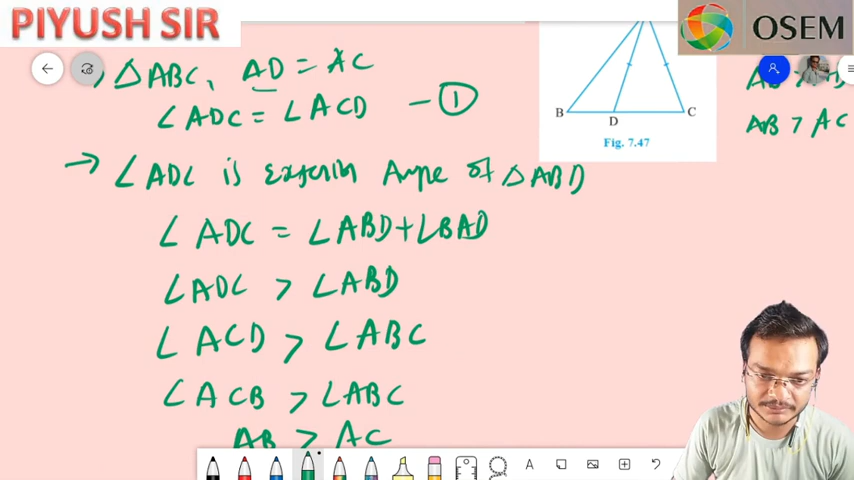 PIYUSH SIR
OSEM
△ABC, AD = AC
∠ADC = ∠ACD — ①
B
D
C
Fig. 7.47
AB > AC
→ ∠ADC is Exterior Angle of △ABD
∠ADC = ∠ABD+∠BAD
∠ADC > ∠ABD
∠ACD > ∠ABC
∠ACB > ∠ABC
AB > AC
A